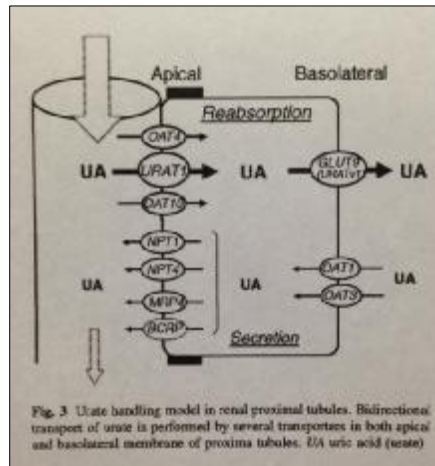 Apical Basolateral
Reabsorption
OAT4
UA URAT1 UA GLUT9 UA
(URATv1)
OAT10
NPT1
UA NPT4 OAT1 UA
MRP4 OAT3
BCRP
Secretion
Fig. 3 Urate handling model in renal proximal tubules. Bidirectional
transport of urate is performed by several transporters in both apical
and basolateral membrane of proxima tubules. UA uric acid (urate)